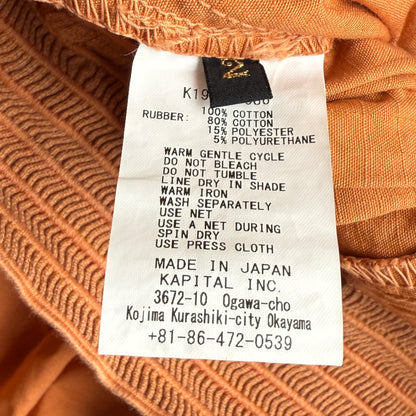 K19
100% COTTON
RUBBER: 80% COTTON
15% POLYESTER
5% POLYURETHANE
WARM GENTLE CYCLE
DO NOT BLEACH
DO NOT TUMBLE
LINE DRY IN SHADE
WARM IRON
WASH SEPARATELY
USE NET
USE A NET DURING
SPIN DRY
USE PRESS CLOTH
MADE IN JAPAN
KAPITAL INC.
3672-10 Ogawa-cho
Kojima Kurashiki-city Okayama
+81-86-472-0539